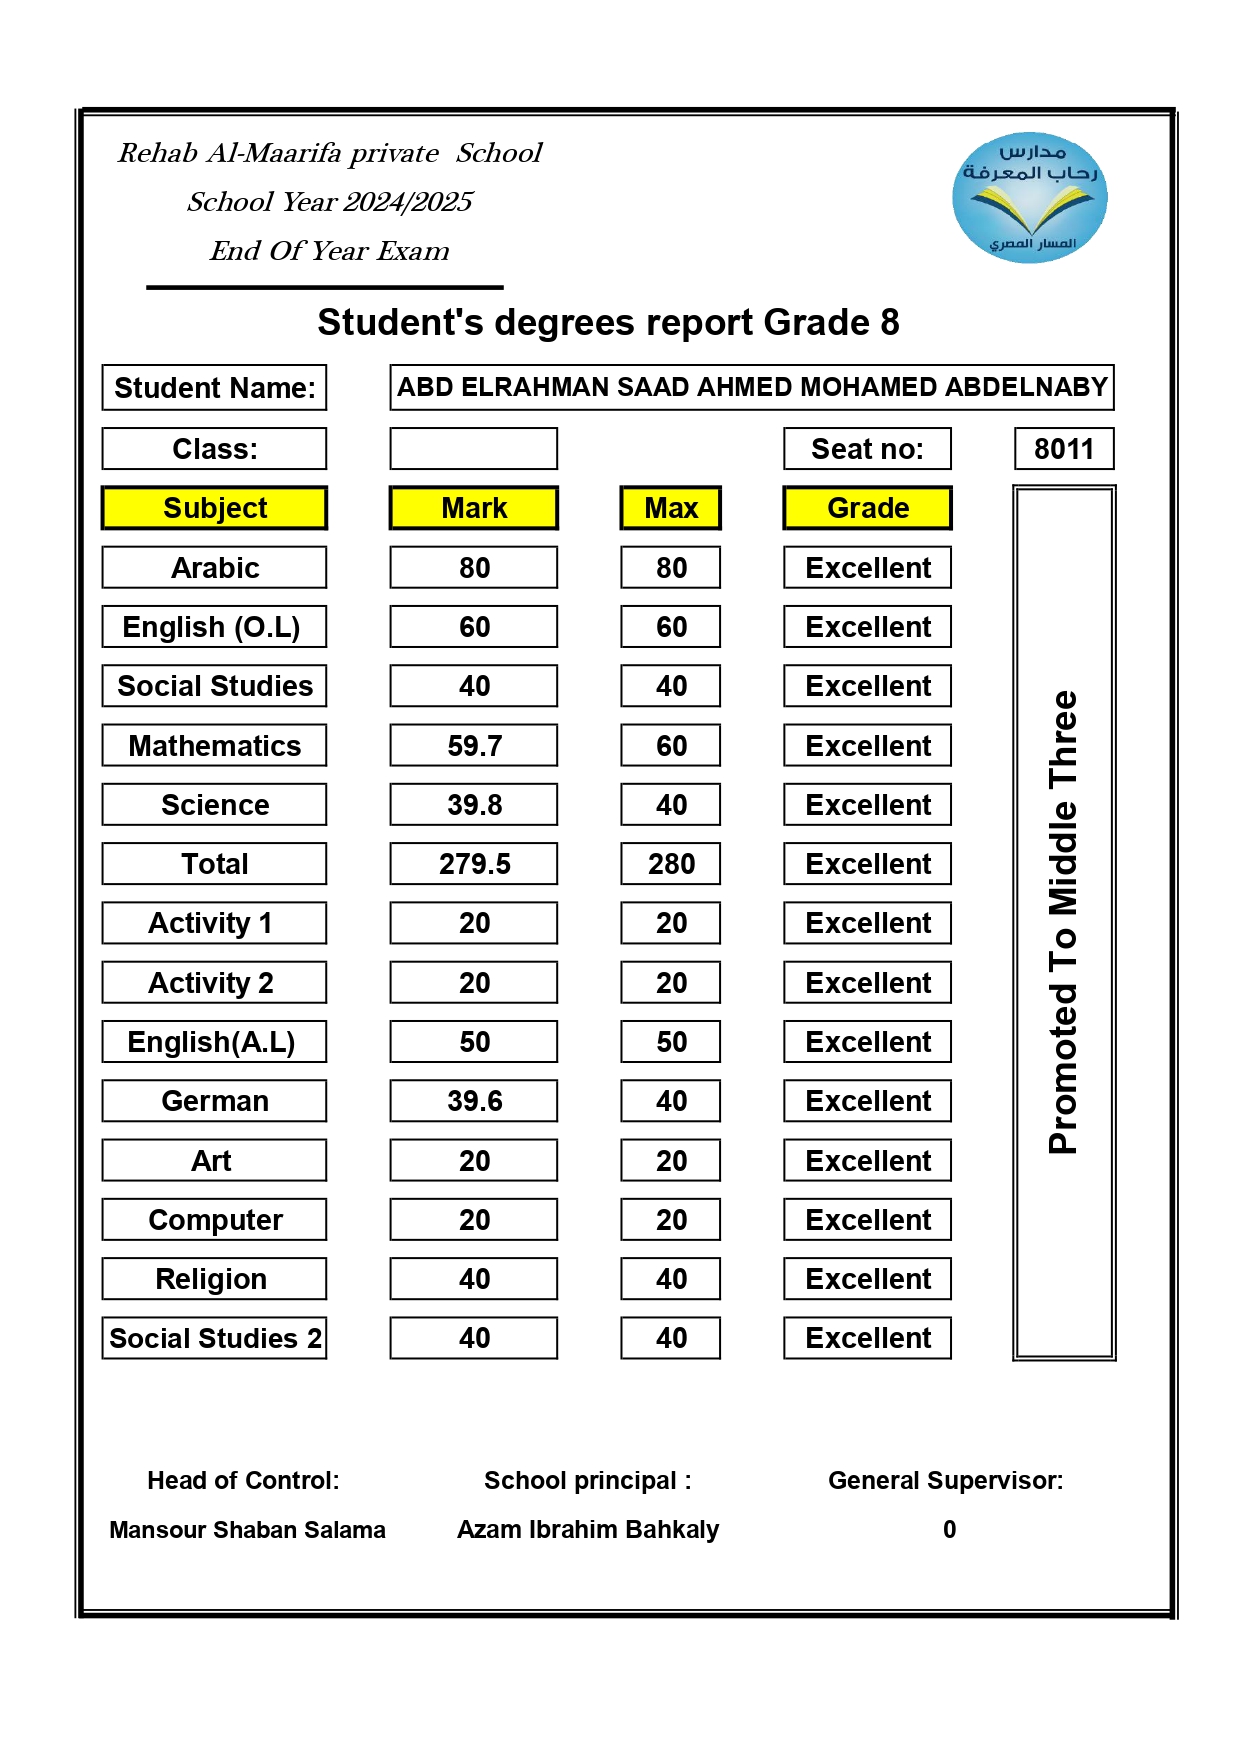 Rehab Al-Maarifa private School
School Year 2024/2025
End Of Year Exam
مدارس
رحاب المعرفة
المسار المصري
Student's degrees report Grade 8
Student Name: ABD ELRAHMAN SAAD AHMED MOHAMED ABDELNABY
Class: Seat no: 8011
Subject Mark Max Grade
Arabic 80 80 Excellent
English (O.L) 60 60 Excellent
Social Studies 40 40 Excellent
Mathematics 59.7 60 Excellent
Science 39.8 40 Excellent
Total 279.5 280 Excellent
Activity 1 20 20 Excellent
Activity 2 20 20 Excellent
English(A.L) 50 50 Excellent
German 39.6 40 Excellent
Art 20 20 Excellent
Computer 20 20 Excellent
Religion 40 40 Excellent
Social Studies 2 40 40 Excellent
Promoted To Middle Three
Head of Control: School principal : General Supervisor:
Mansour Shaban Salama Azam Ibrahim Bahkaly 0